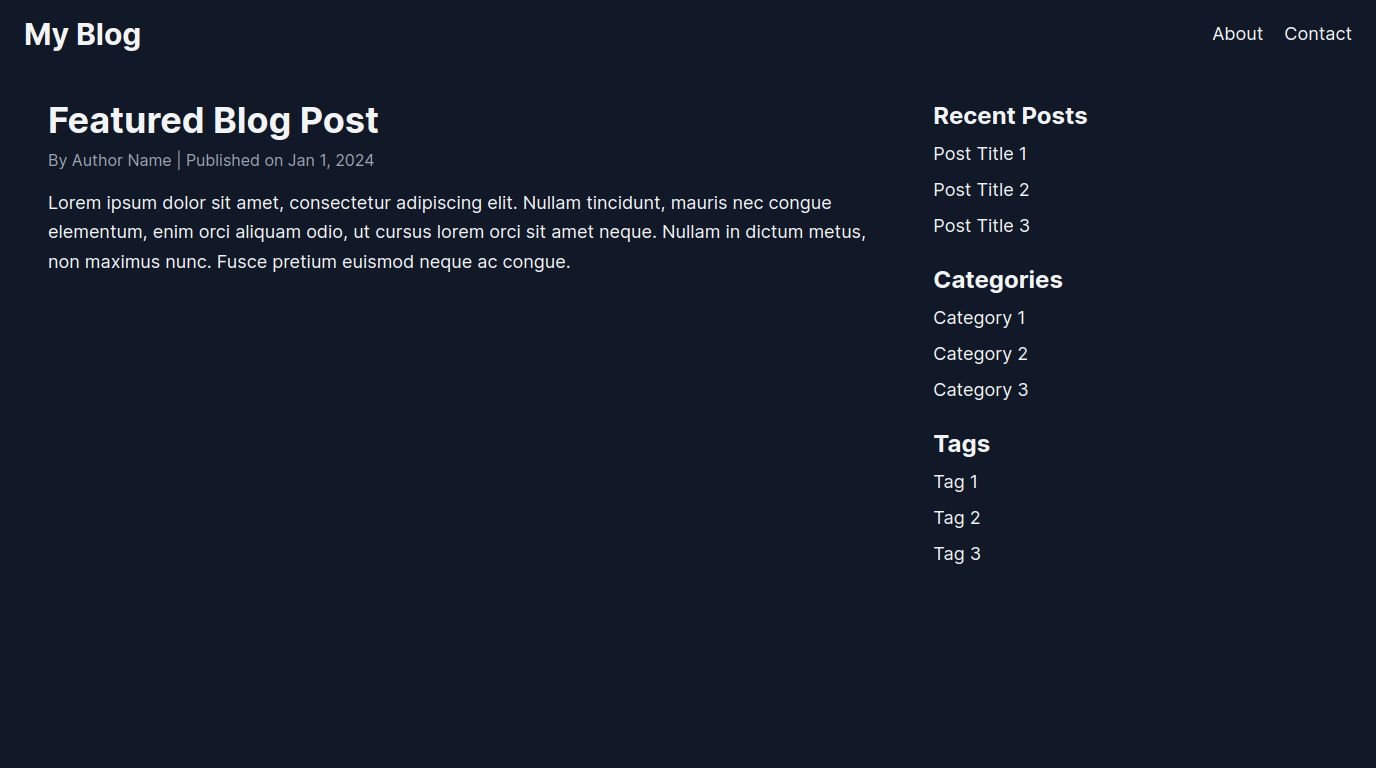 My Blog
About
Contact
Featured Blog Post
By Author Name | Published on Jan 1, 2024
Lorem ipsum dolor sit amet, consectetur adipiscing elit. Nullam tincidunt, mauris nec congue
elementum, enim orci aliquam odio, ut cursus lorem orci sit amet neque. Nullam in dictum metus,
non maximus nunc. Fusce pretium euismod neque ac congue.
Recent Posts
Post Title 1
Post Title 2
Post Title 3
Categories
Category 1
Category 2
Category 3
Tags
Tag 1
Tag 2
Tag 3